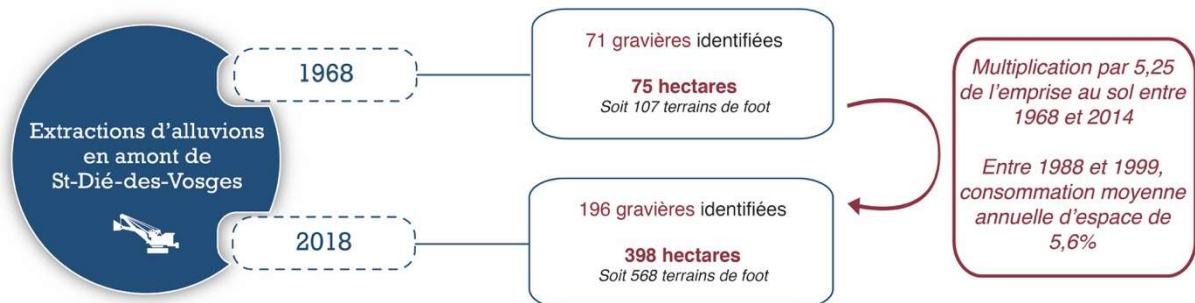 Extractions d'alluvions
en amont de
St-Dié-des-Vosges
1968
71 gravières identifiées
75 hectares
Soit 107 terrains de foot
2018
196 gravières identifiées
398 hectares
Soit 568 terrains de foot
Multiplication par 5,25
de l'emprise au sol entre
1968 et 2014
Entre 1988 et 1999,
consommation moyenne
annuelle d'espace de
5,6%